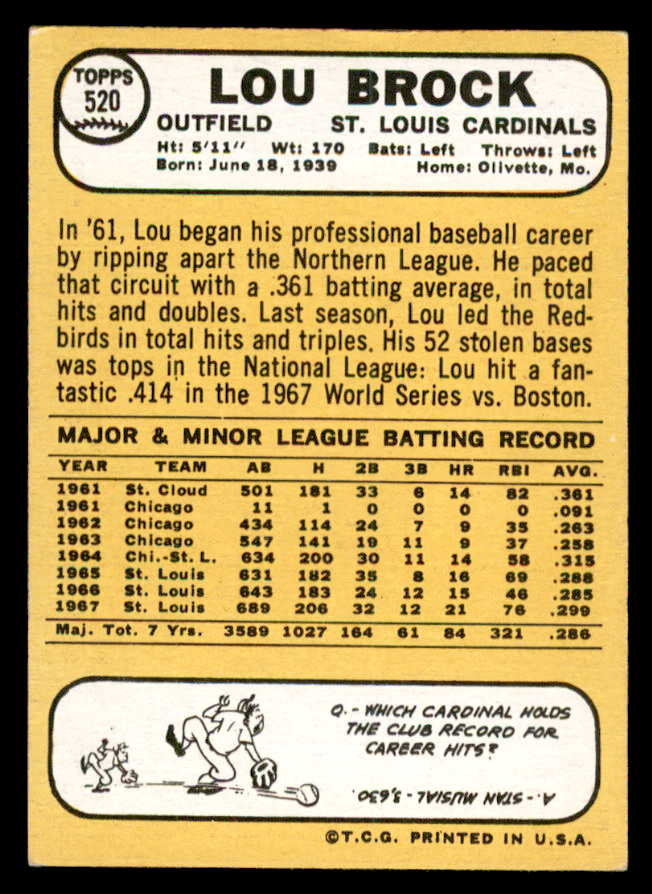 TOPPS
520
LOU BROCK
OUTFIELD ST. LOUIS CARDINALS
Ht: 5'11" Wt: 170 Bats: Left Throws: Left
Born: June 18, 1939 Home: Olivette, Mo.
In '61, Lou began his professional baseball career
by ripping apart the Northern League. He paced
that circuit with a .361 batting average, in total
hits and doubles. Last season, Lou led the Red-
birds in total hits and triples. His 52 stolen bases
was tops in the National League: Lou hit a fan-
tastic .414 in the 1967 World Series vs. Boston.
MAJOR & MINOR LEAGUE BATTING RECORD
YEAR TEAM AB H 2B 3B HR RBI AVG.
1961 St. Cloud 501 181 33 6 14 82 .361
1961 Chicago 11 1 0 0 0 0 .091
1962 Chicago 434 114 24 7 9 35 .263
1963 Chicago 547 141 19 11 9 37 .258
1964 Chi.-St. L. 634 200 30 11 14 58 .315
1965 St. Louis 631 182 35 8 16 69 .288
1966 St. Louis 643 183 24 12 15 46 .285
1967 St. Louis 689 206 32 12 21 76 .299
Maj. Tot. 7 Yrs. 3589 1027 164 61 84 321 .286
Q.- WHICH CARDINAL HOLDS
THE CLUB RECORD FOR
CAREER HITS?
A.- STAN MUSIAL - 3,630.
©T.C.G. PRINTED IN U.S.A.